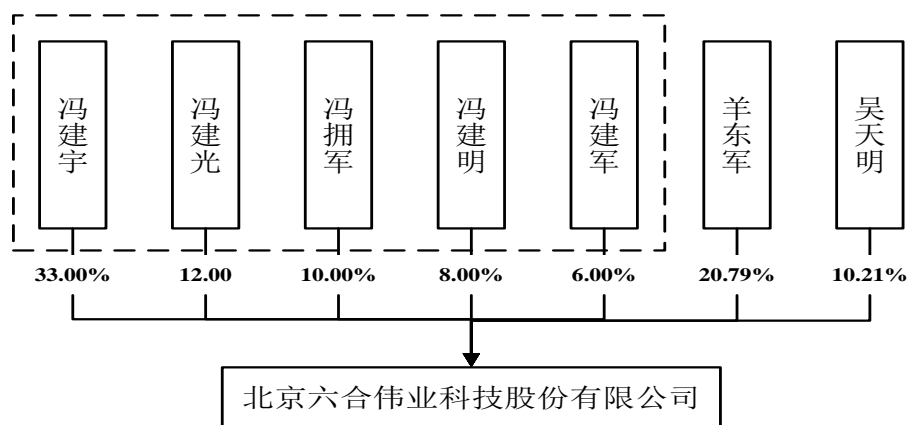 冯建宇
冯建光
冯拥军
冯建明
冯建军
羊东军
吴天明
33.00%
12.00
10.00%
8.00%
6.00%
20.79%
10.21%
北京六合伟业科技股份有限公司